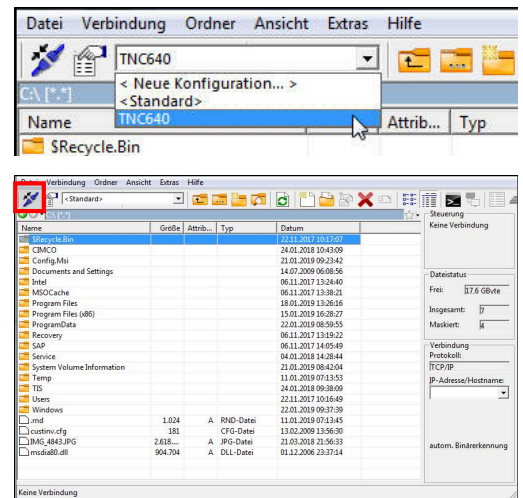 Datei Verbindung Ordner Ansicht Extras Hilfe
TNC640
< Neue Konfiguration... >
<Standard>
TNC640
C:\ [*.*]
Name Attrib... Typ
$Recycle.Bin
Datei Verbindung Ordner Ansicht Extras Hilfe
<Standard>
C:\[*.*]
Name Größe Attrib... Typ Datum
$Recycle.Bin 22.11.2017 10:17:07
CIMCO 24.01.2018 10:43:09
Config.Msi 21.01.2019 09:23:42
Documents and Settings 14.07.2009 06:08:56
Intel 06.11.2017 13:24:40
MSOCache 06.11.2017 13:38:21
Program Files 18.01.2019 13:26:16
Program Files (x86) 15.01.2019 16:28:27
ProgramData 22.01.2019 08:59:55
Recovery 06.11.2017 13:19:22
SAP 06.11.2017 14:05:49
Service 04.01.2018 14:28:44
System Volume Information 21.01.2019 08:42:04
Temp 11.01.2019 07:13:53
TIS 24.01.2018 09:38:09
Users 22.11.2017 10:16:49
Windows 22.01.2019 09:37:39
.rnd 1.024 A RND-Datei 11.01.2019 07:13:45
custinv.cfg 181 CFG-Datei 13.02.2009 13:56:30
IMG_4843.JPG 2.618.... A JPG-Datei 21.03.2018 21:56:33
msdia80.dll 904.704 A DLL-Datei 01.12.2006 23:37:14
Steuerung
Keine Verbindung
Dateistatus
Frei: 17.6 GByte
Insgesamt: 7
Maskiert: 4
Verbindung
Protokoll:
TCP/IP
IP-Adresse/Hostname:
autom. Binärerkennung
Keine Verbindung